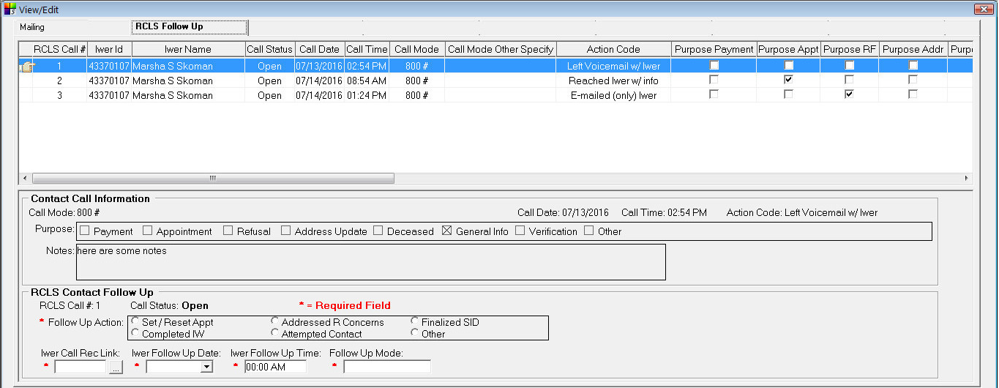 View/Edit
Mailing RCLS Follow Up
RCLS Call # Iwer Id Iwer Name Call Status Call Date Call Time Call Mode Call Mode Other Specify Action Code Purpose Payment Purpose Appt Purpose RF Purpose Addr Purpo
1 43370107 Marsha S Skoman Open 07/13/2016 02:54 PM 800 # Left Voicemail w/ Iwer
2 43370107 Marsha S Skoman Open 07/14/2016 08:54 AM 800 # Reached Iwer w/ info
3 43370107 Marsha S Skoman Open 07/14/2016 01:24 PM 800 # E-mailed (only) Iwer
Contact Call Information
Call Mode: 800 # Call Date: 07/13/2016 Call Time: 02:54 PM Action Code: Left Voicemail w/ Iwer
Purpose: Payment Appointment Refusal Address Update Deceased General Info Verification Other
Notes: here are some notes
RCLS Contact Follow Up
RCLS Call #: 1 Call Status: Open * = Required Field
* Follow Up Action: Set / Reset Appt Addressed R Concerns Finalized SID
Completed IW Attempted Contact Other
Iwer Call Rec Link: Iwer Follow Up Date: Iwer Follow Up Time: Follow Up Mode:
* ... * * 00:00 AM *